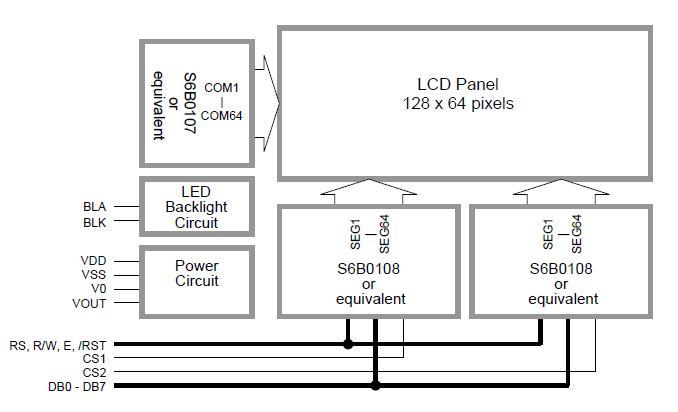 S6B0107
or
equivalent
COM1
COM64
LCD Panel
128 x 64 pixels
LED
Backlight
Circuit
BLA
BLK
Power
Circuit
VDD
VSS
V0
VOUT
SEG1
SEG64
S6B0108
or
equivalent
SEG1
SEG64
S6B0108
or
equivalent
RS, R/W, E, /RST
CS1
CS2
DB0 - DB7